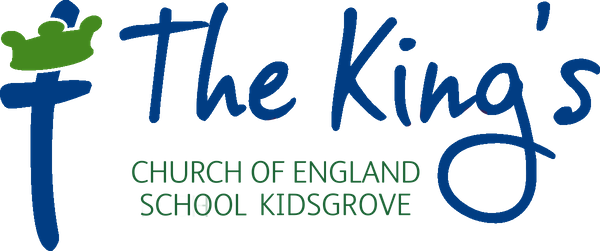 The King's
CHURCH OF ENGLAND
SCHOOL KIDSGROVE